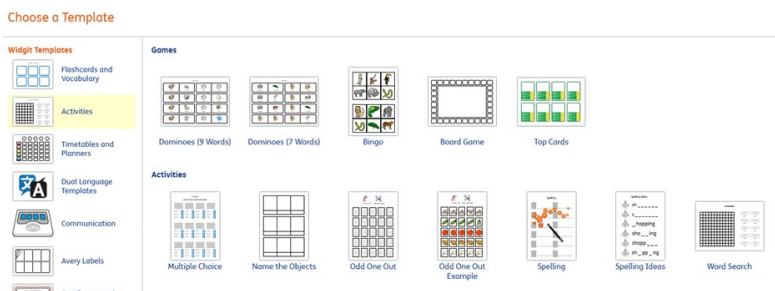 Choose a Template
Widgit Templates
Flashcards and
Vocabulary
Activities
Timetables and
Planners
Dual Language
Templates
Communication
Avery Labels
Games
Dominoes (9 Words)
Dominoes (7 Words)
Bingo
Board Game
Top Cards
Activities
Multiple Choice
Name the Objects
Odd One Out
Odd One Out
Example
Spelling
Spelling Ideas
Word Search